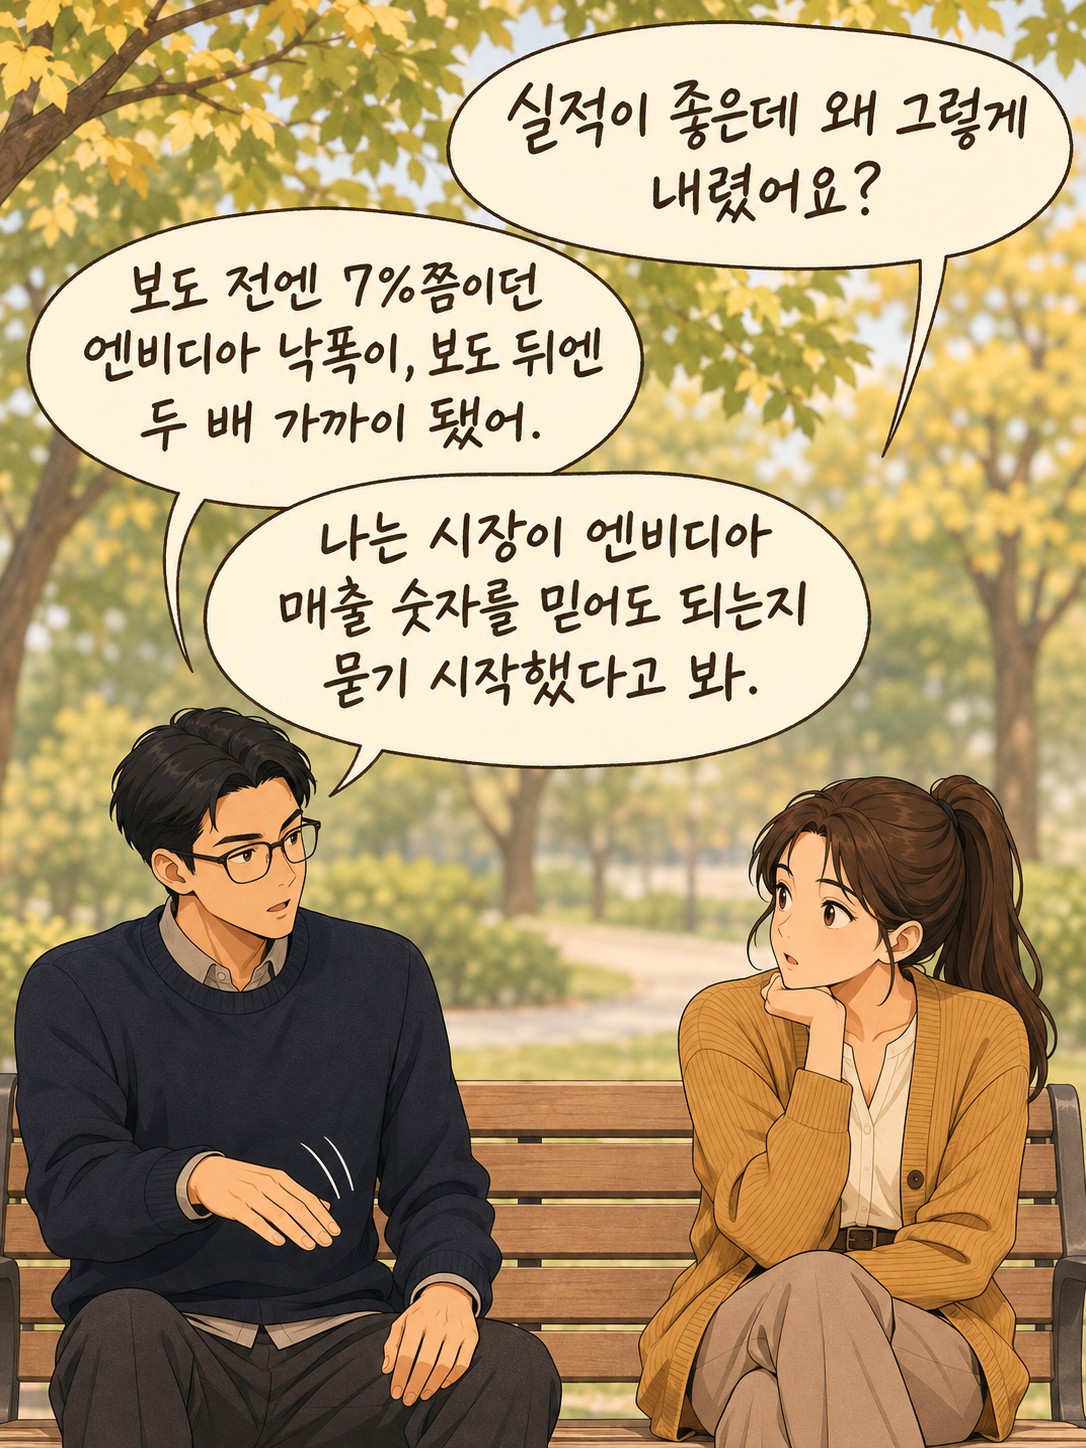 실적이 좋은데 왜 그렇게
내렸어요?
보도 전엔 7%쯤이던
엔비디아 낙폭이, 보도 뒤엔
두 배 가까이 됐어.
나는 시장이 엔비디아
매출 숫자를 믿어도 되는지
묻기 시작했다고 봐.